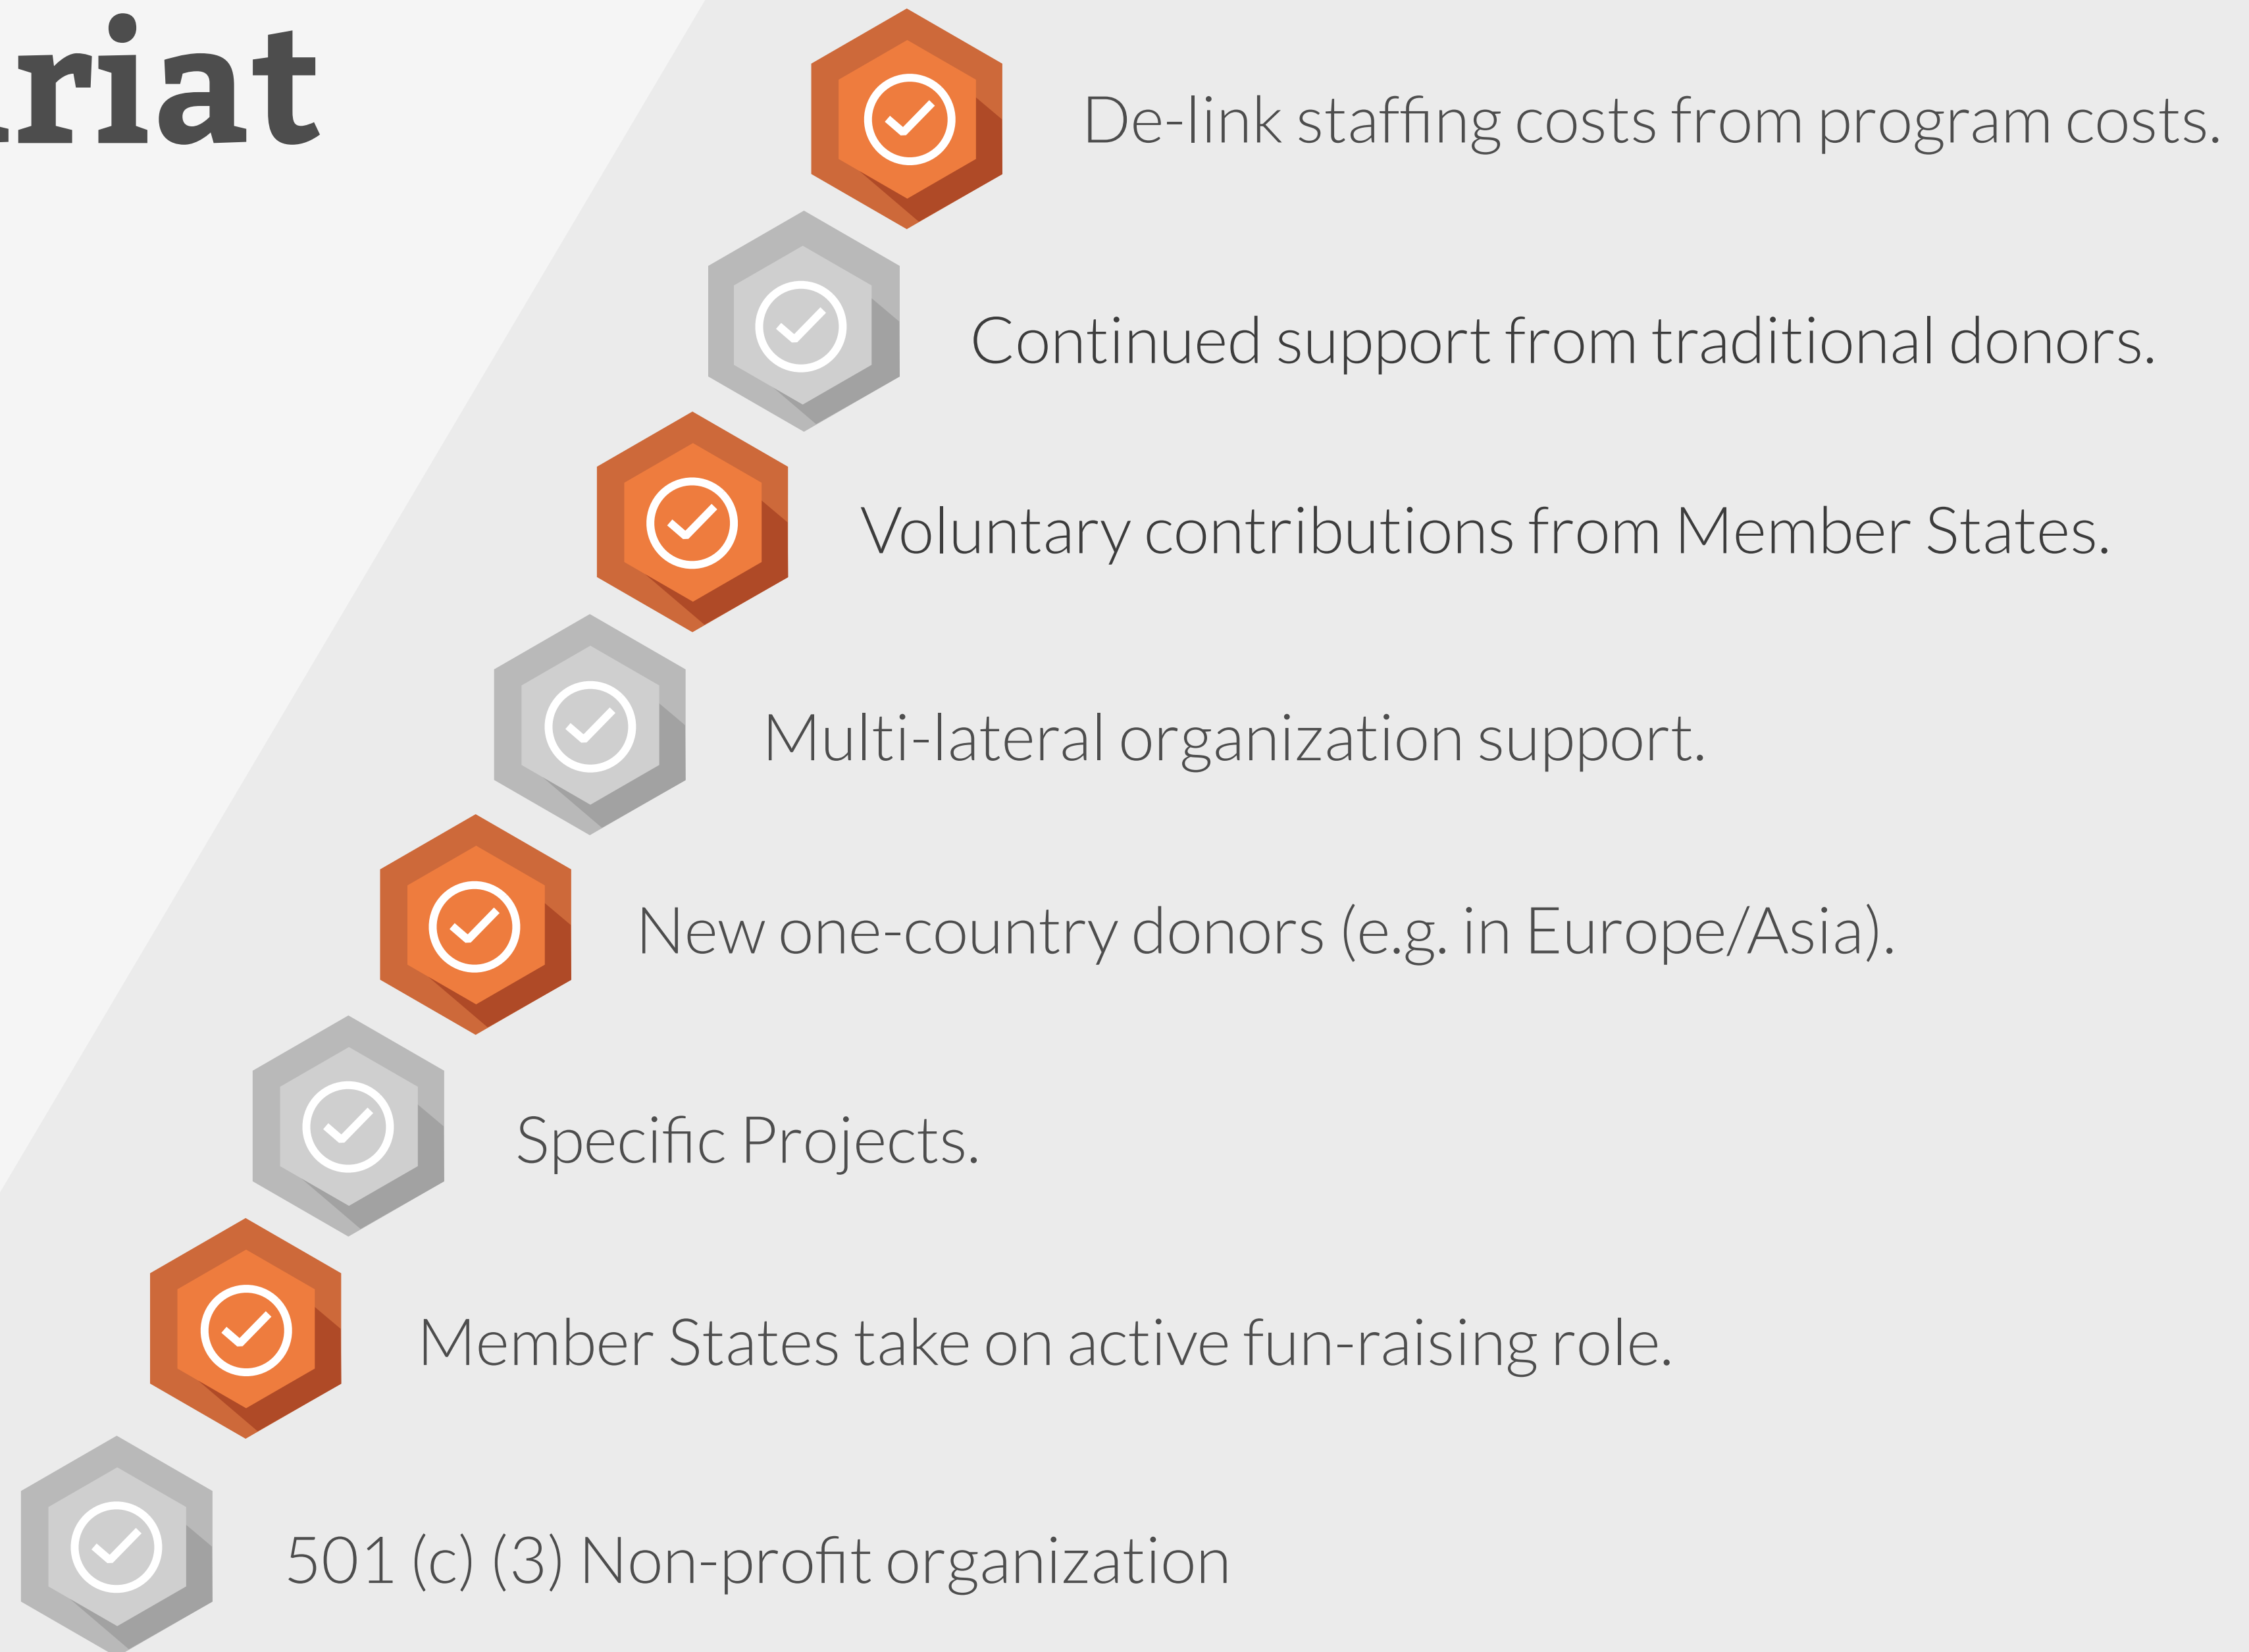 riat
De-link staffing costs from program costs.
Continued support from traditional donors.
Voluntary contributions from Member States.
Multi-lateral organization support.
New one-country donors (e.g. in Europe/Asia).
Specific Projects.
Member States take on active fun-raising role.
501 (c) (3) Non-profit organization